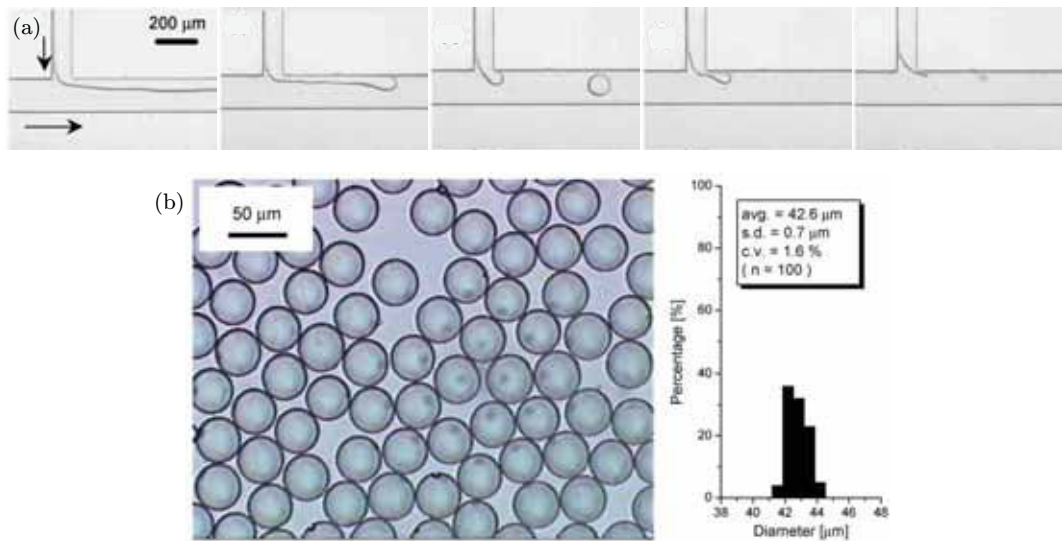 (a)
200 μm
(b)
50 μm
100
80
60
40
20
0
Percentage [%]
avg. = 42.6 μm
s.d. = 0.7 μm
c.v. = 1.6 %
( n = 100 )
38 40 42 44 46 48
Diameter [μm]